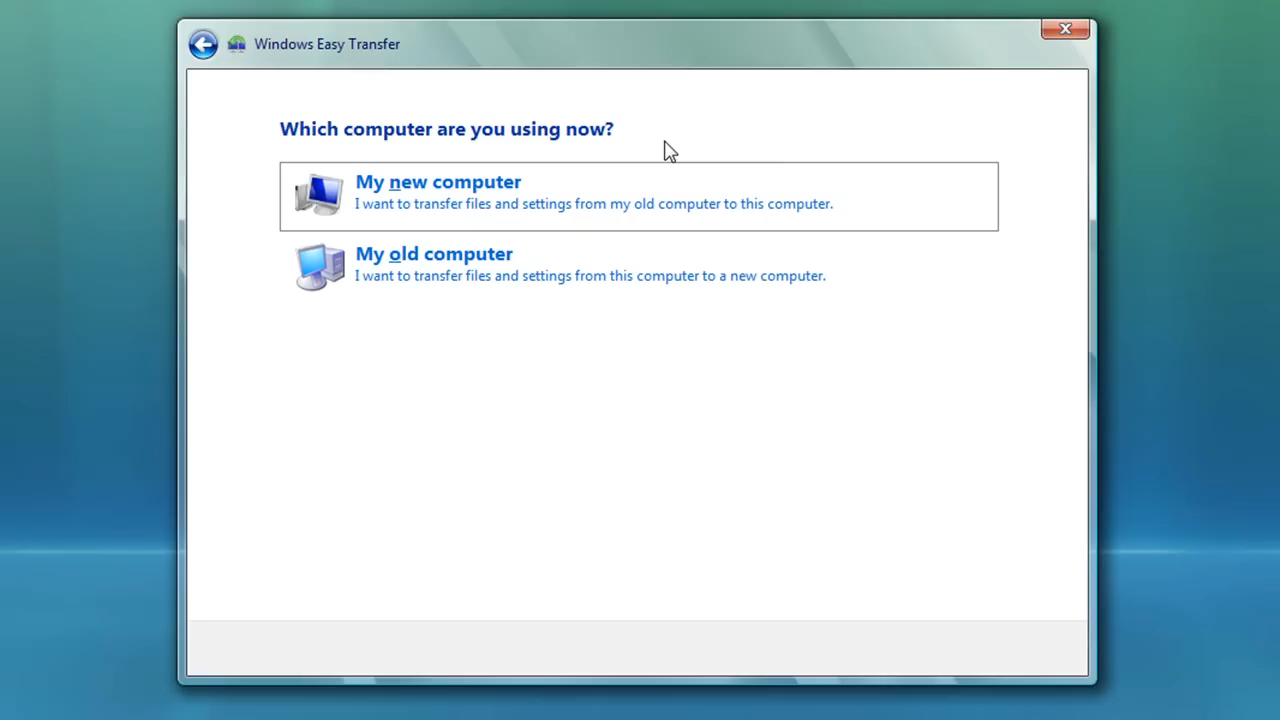 Windows Easy Transfer
Which computer are you using now?
My new computer
I want to transfer files and settings from my old computer to this computer.
My old computer
I want to transfer files and settings from this computer to a new computer.